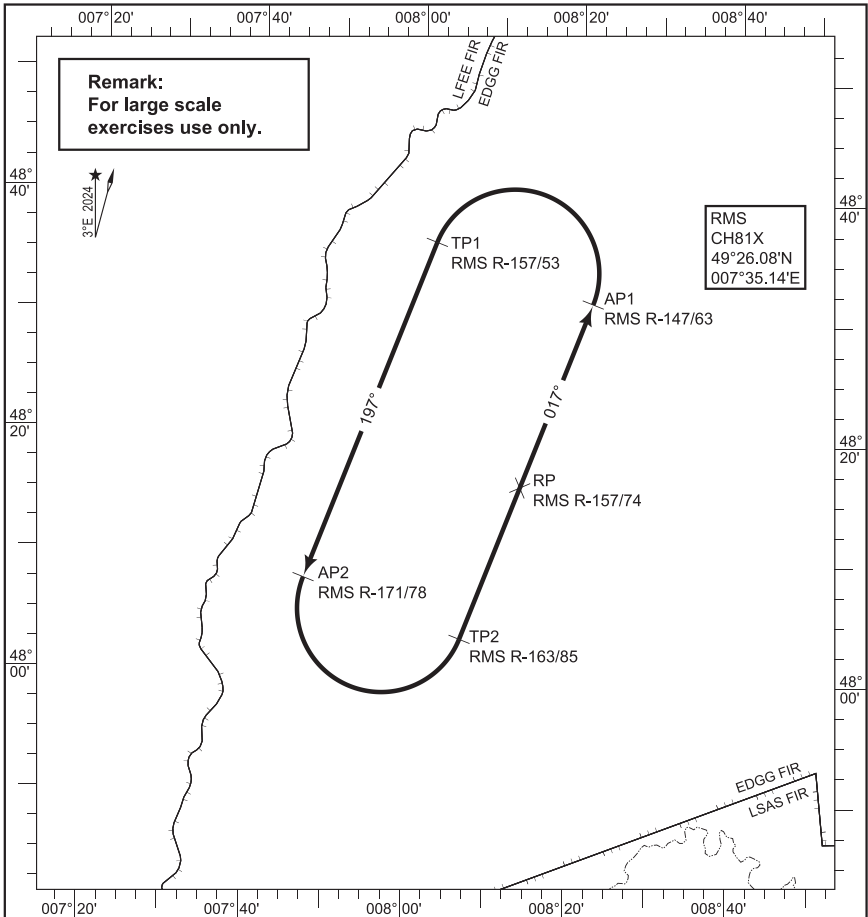 007° 20'
007° 40'
008° 00'
008° 20'
008° 40'
Remark:
For large scale
exercises use only.
LFEE FIR
EDGG FIR
3°E 2024
48°
40'
48°
40'
RMS
CH81X
49°26.08'N
007°35.14'E
TP1
RMS R-157/53
AP1
RMS R-147/63
197°
017°
48°
20'
48°
20'
RP
RMS R-157/74
AP2
RMS R-171/78
TP2
RMS R-163/85
48°
00'
48°
00'
EDGG FIR
LSAS FIR
007°20'
007°40'
008°00'
008°20'
008°40'